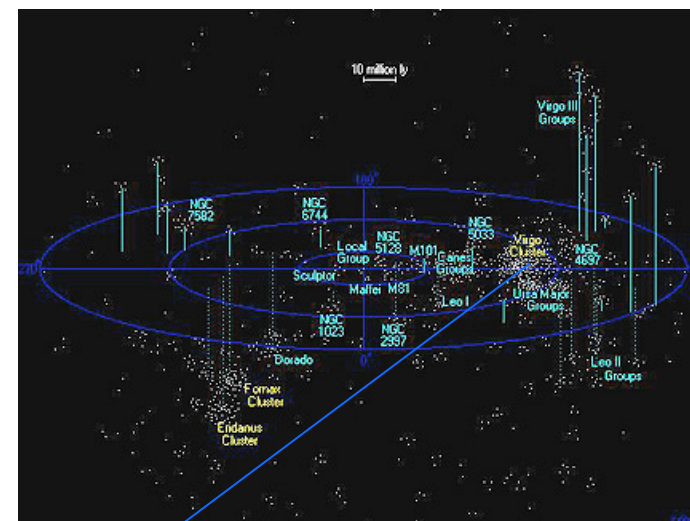 10 million ly
Virgo III
Groups
180°
NGC
7582
NGC
6744
NGC
5033
NGC
5128
Virgo
Cluster
Local
Group
M101
Canes
Groups
NGC
4697
270°
Sculptor
Maffei
M81
Ursa Major
Groups
Leo I
NGC
1023
NGC
2997
0°
Dorado
Leo II
Groups
Fornax
Cluster
Eridanus
Cluster